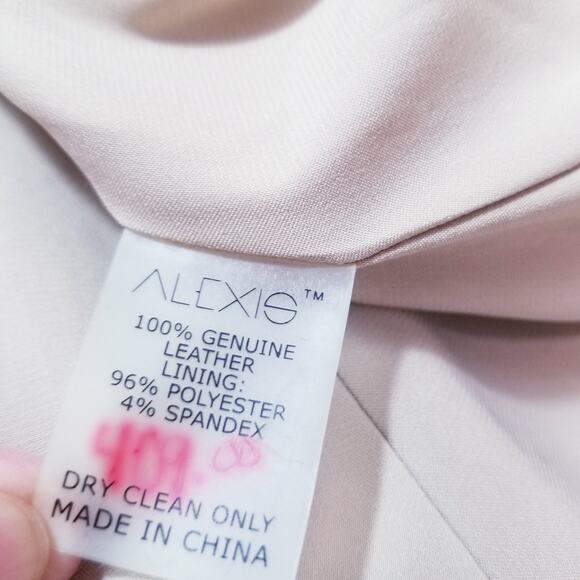 ALEXIS™
100% GENUINE
LEATHER
LINING:
96% POLYESTER
4% SPANDEX
409.00
DRY CLEAN ONLY
MADE IN CHINA